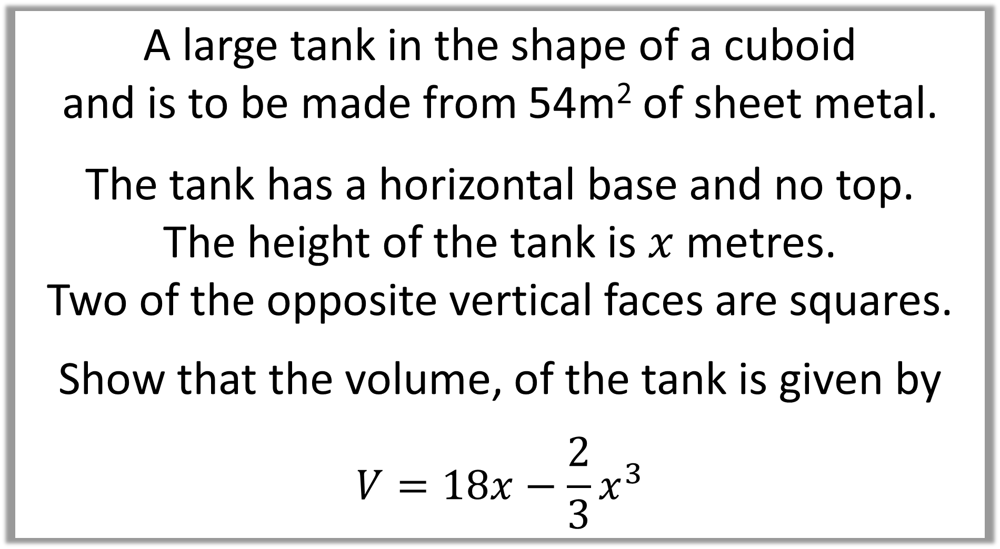 A large tank in the shape of a cuboid
and is to be made from 54m² of sheet metal.
The tank has a horizontal base and no top.
The height of the tank is 𝑥 metres.
Two of the opposite vertical faces are squares.
Show that the volume, of the tank is given by
𝑉 = 18𝑥 − 2/3 𝑥³